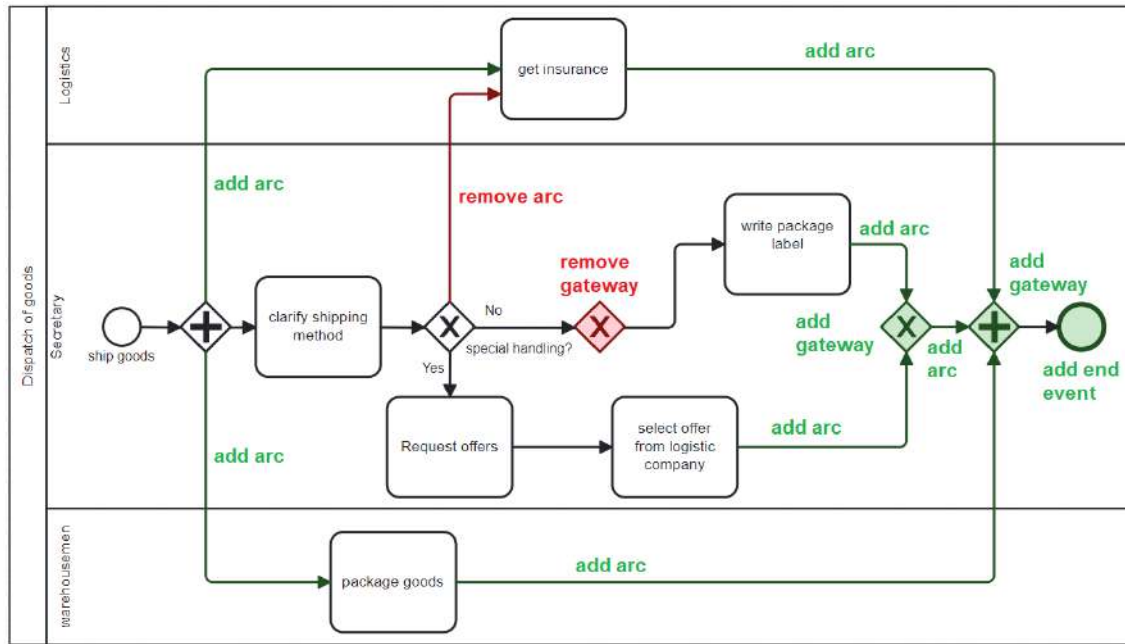 Dispatch of goods
Logistics
get insurance
add arc
Secretary
add arc
remove arc
ship goods
clarify shipping
method
No
special handling?
Yes
remove
gateway
write package
label
add arc
add
gateway
add
gateway
add
arc
add end
event
Request offers
select offer
from logistic
company
add arc
add arc
warehousemen
package goods
add arc